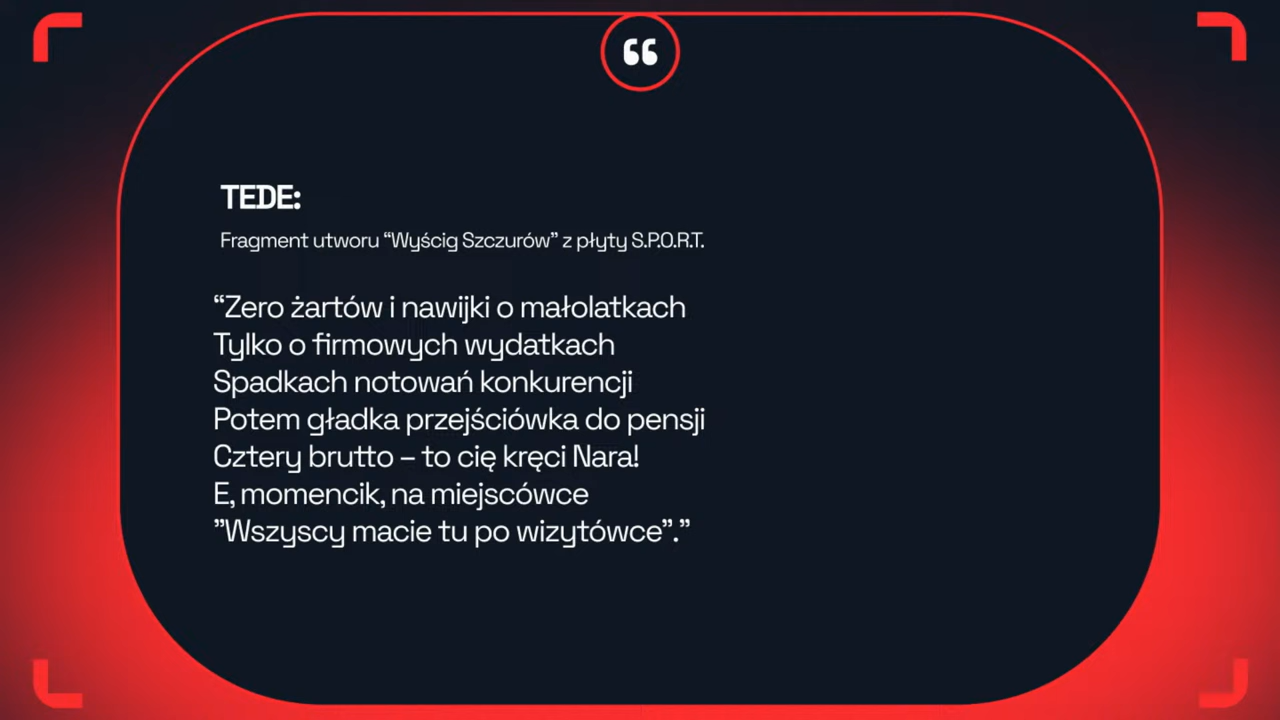 “
TEDE:
Fragment utworu “Wyścig Szczurów” z płyty S.P.O.R.T.
“Zero żartów i nawijki o małolatkach
Tylko o firmowych wydatkach
Spadkach notowań konkurencji
Potem gładka przejściówka do pensji
Cztery brutto – to cię kręci Nara!
E, momencik, na miejscówce
”Wszyscy macie tu po wizytówce”.”